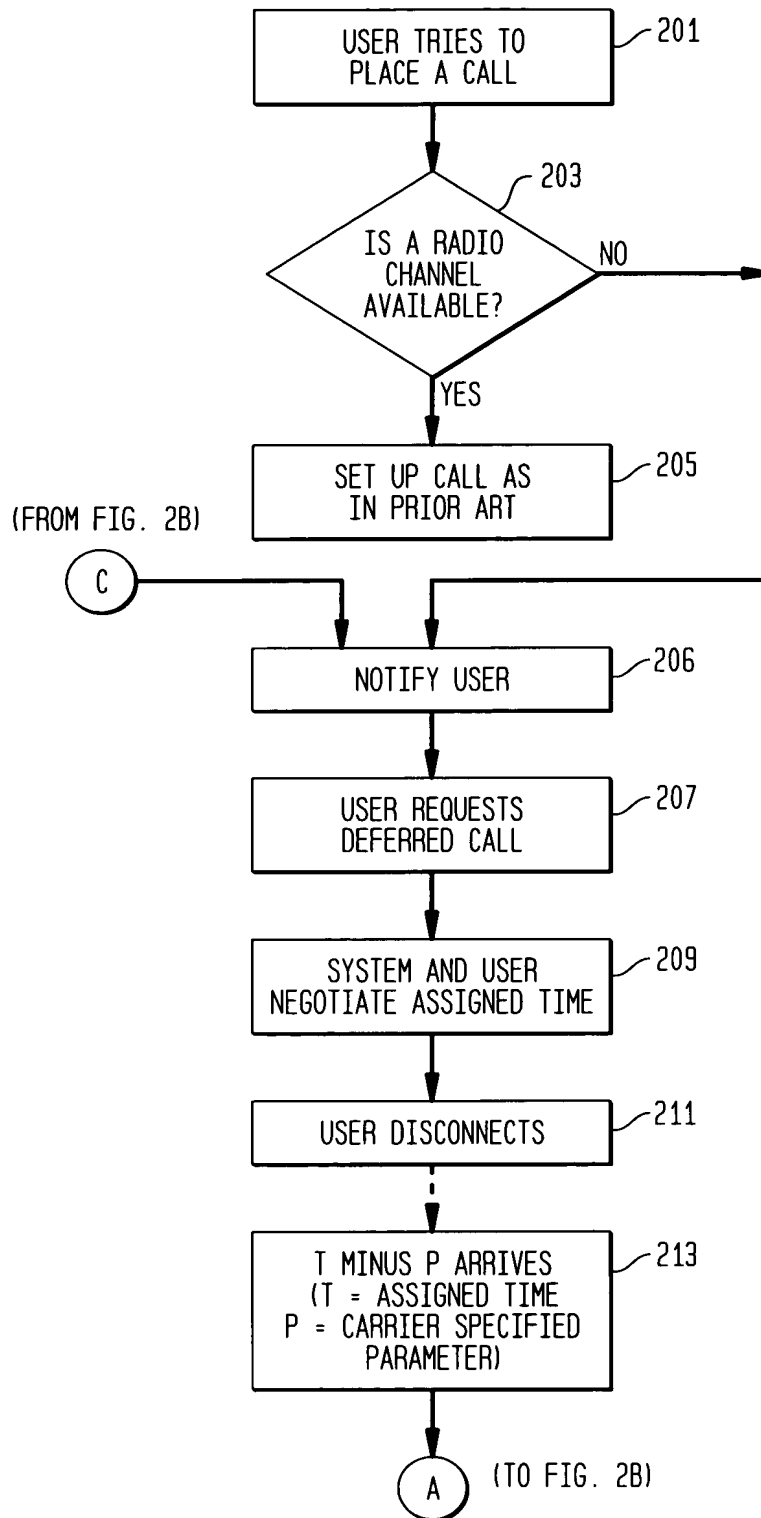 USER TRIES TO
PLACE A CALL
201
203
IS A RADIO
CHANNEL
AVAILABLE?
NO
YES
SET UP CALL AS
IN PRIOR ART
205
(FROM FIG. 2B)
C
NOTIFY USER
206
USER REQUESTS
DEFERRED CALL
207
SYSTEM AND USER
NEGOTIATE ASSIGNED TIME
209
USER DISCONNECTS
211
T MINUS P ARRIVES
(T = ASSIGNED TIME
P = CARRIER SPECIFIED
PARAMETER)
213
A
(TO FIG. 2B)